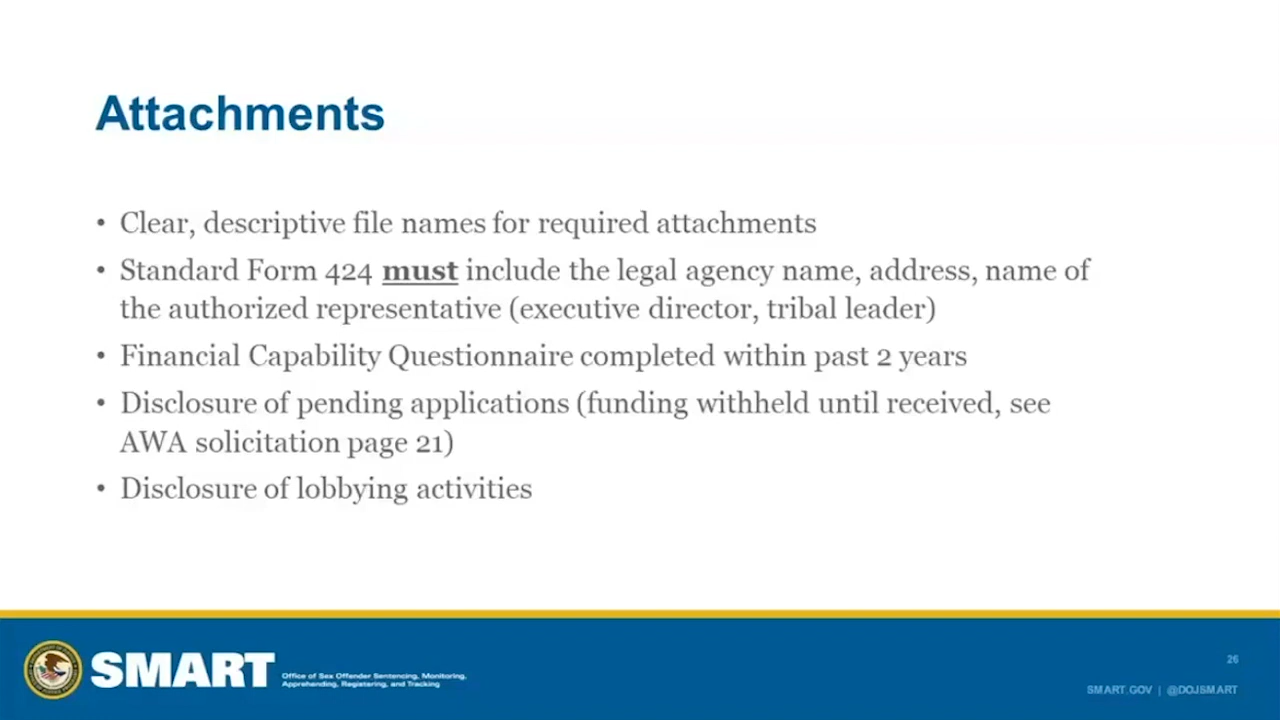 Attachments
• Clear, descriptive file names for required attachments
• Standard Form 424 must include the legal agency name, address, name of
the authorized representative (executive director, tribal leader)
• Financial Capability Questionnaire completed within past 2 years
• Disclosure of pending applications (funding withheld until received, see
AWA solicitation page 21)
• Disclosure of lobbying activities
SMART
Office of Sex Offender Sentencing, Monitoring,
Apprehending, Registering, and Tracking
26
SMART.GOV | @DOJSMART